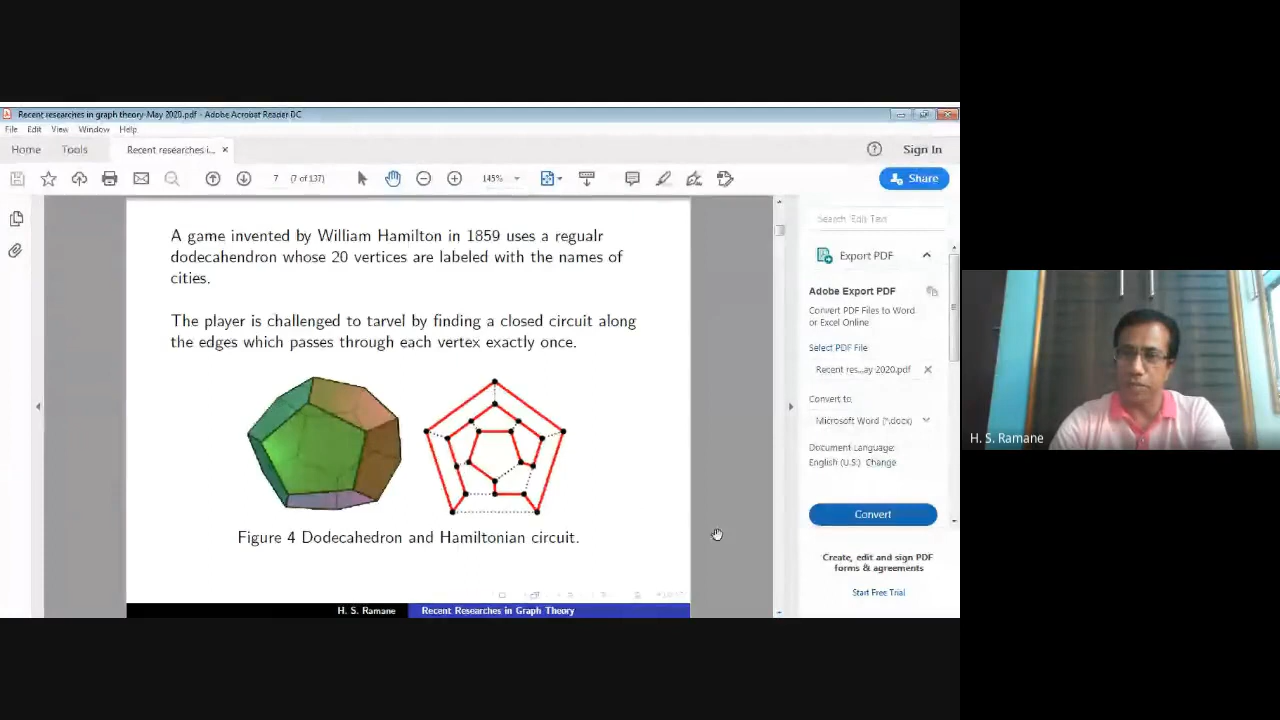 Recent researches in graph theory-May 2020.pdf - Adobe Acrobat Reader DC
File Edit View Window Help
Home Tools Recent researches i... × Sign In
7 (7 of 137) 145% Share
A game invented by William Hamilton in 1859 uses a regualr
dodecahendron whose 20 vertices are labeled with the names of
cities.
The player is challenged to tarvel by finding a closed circuit along
the edges which passes through each vertex exactly once.
Figure 4 Dodecahedron and Hamiltonian circuit.
H. S. Ramane Recent Researches in Graph Theory
Search 'Edit Text'
Export PDF
Adobe Export PDF
Convert PDF Files to Word
or Excel Online
Select PDF File
Recent res...ay 2020.pdf ×
Convert to
Microsoft Word (*.docx)
Document Language:
English (U.S.) Change
Convert
Create, edit and sign PDF
forms & agreements
Start Free Trial
H. S. Ramane